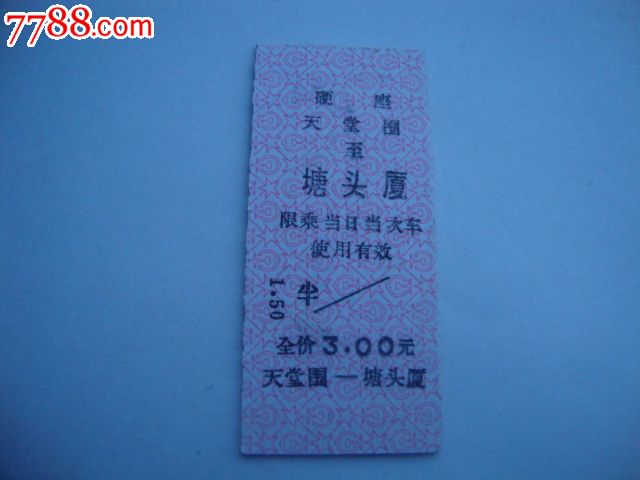 7788.com
硬座
天堂围
至
塘头厦
限乘当日当次车
使用有效
1.50 半
全价3.00元
天堂围—塘头厦